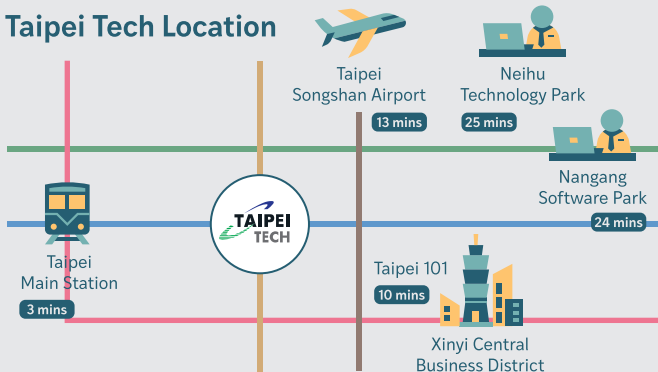 Taipei Tech Location
Taipei
Songshan Airport
13 mins
Neihu
Technology Park
25 mins
Nangang
Software Park
24 mins
TAIPEI
TECH
Taipei
Main Station
3 mins
Taipei 101
10 mins
Xinyi Central
Business District